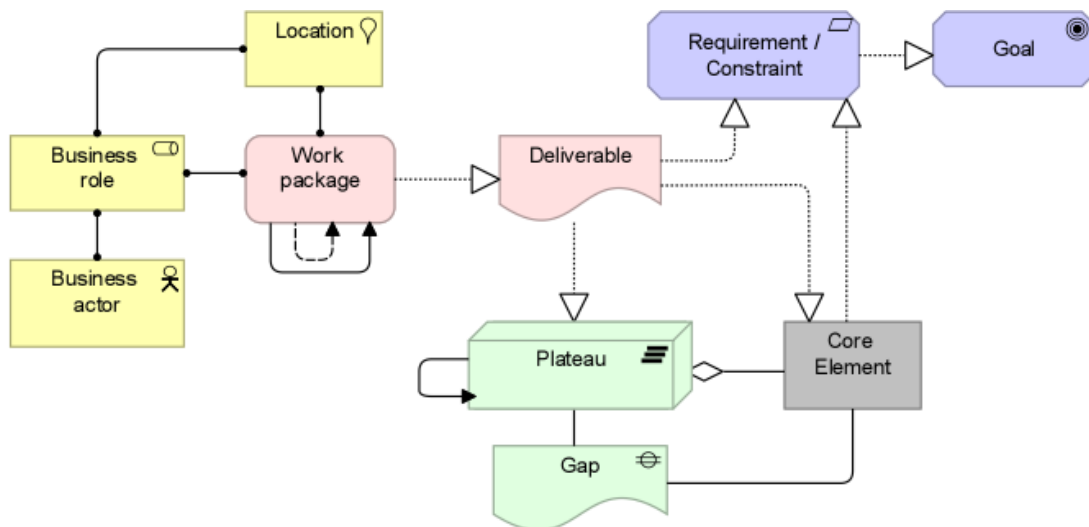 Location
Requirement /
Constraint
Goal
Business
role
Work
package
Deliverable
Business
actor
Plateau
Core
Element
Gap